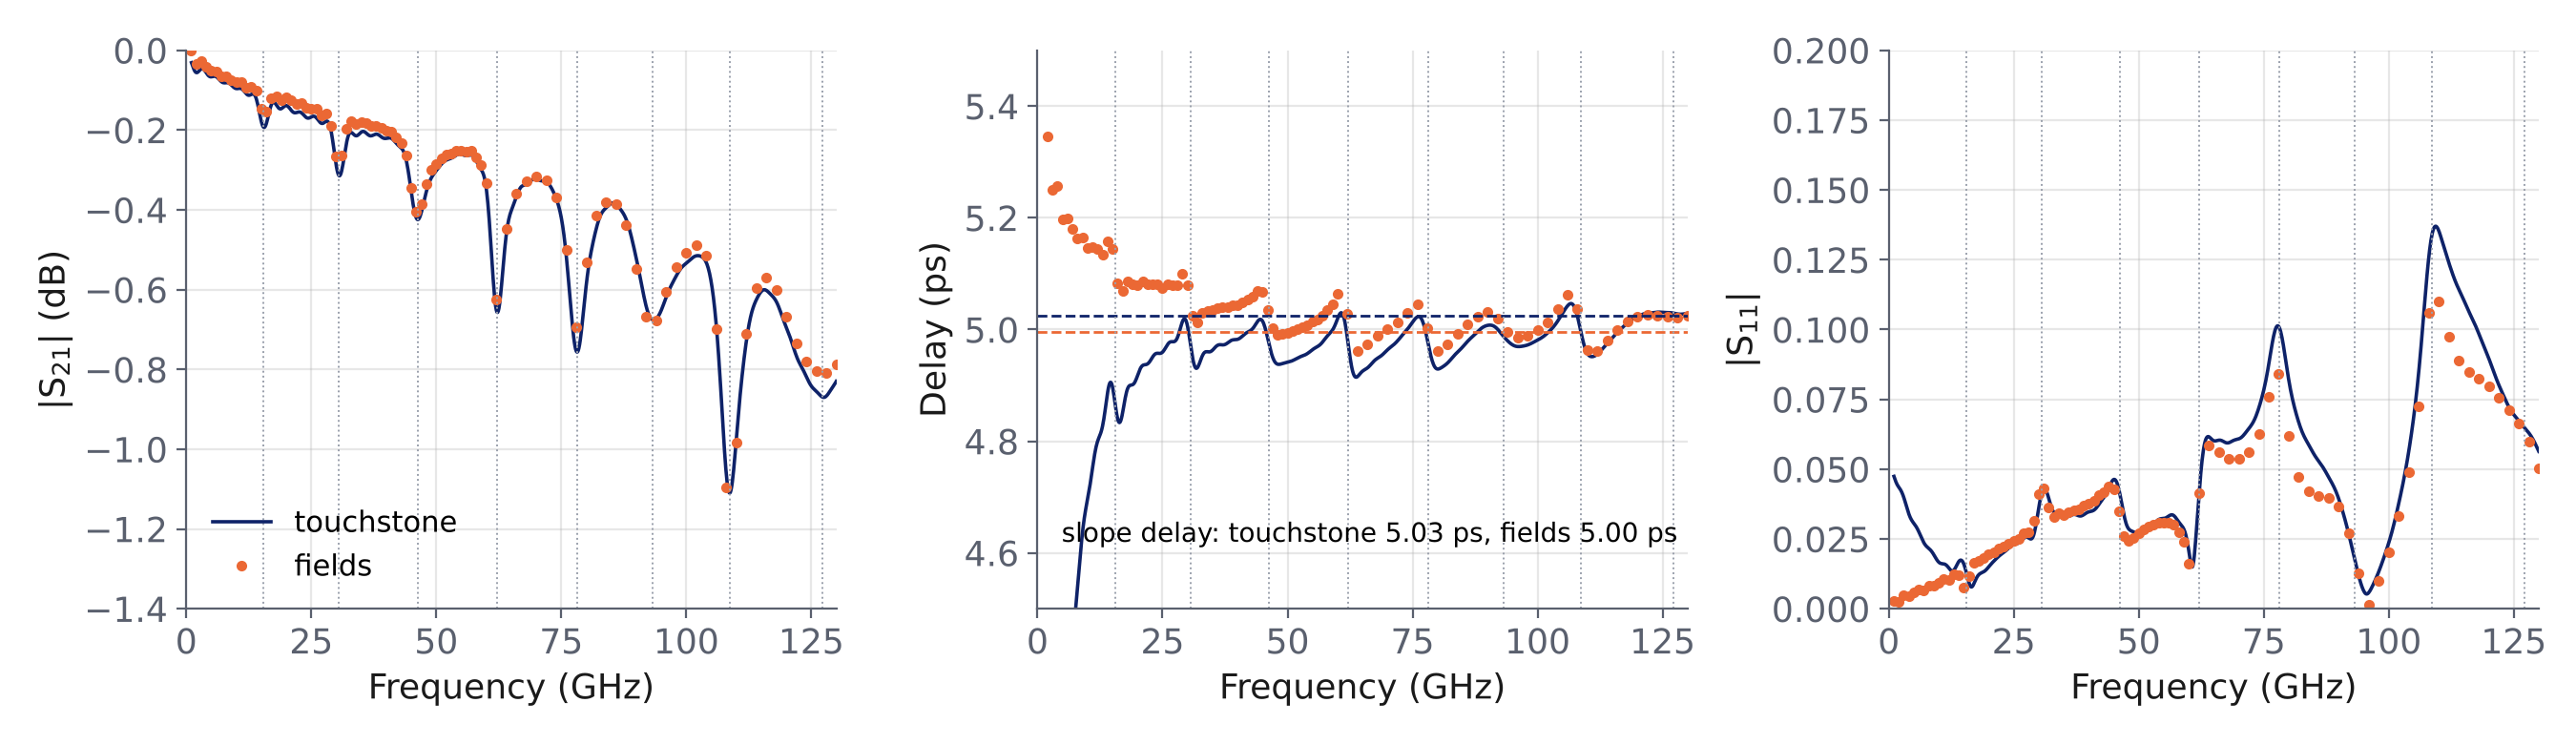 |S21| (dB)
0.0
−0.2
−0.4
−0.6
−0.8
−1.0
−1.2
−1.4
touchstone
fields
0 25 50 75 100 125
Frequency (GHz)
Delay (ps)
5.4
5.2
5.0
4.8
4.6
slope delay: touchstone 5.03 ps, fields 5.00 ps
0 25 50 75 100 125
Frequency (GHz)
|S11|
0.200
0.175
0.150
0.125
0.100
0.075
0.050
0.025
0.000
0 25 50 75 100 125
Frequency (GHz)